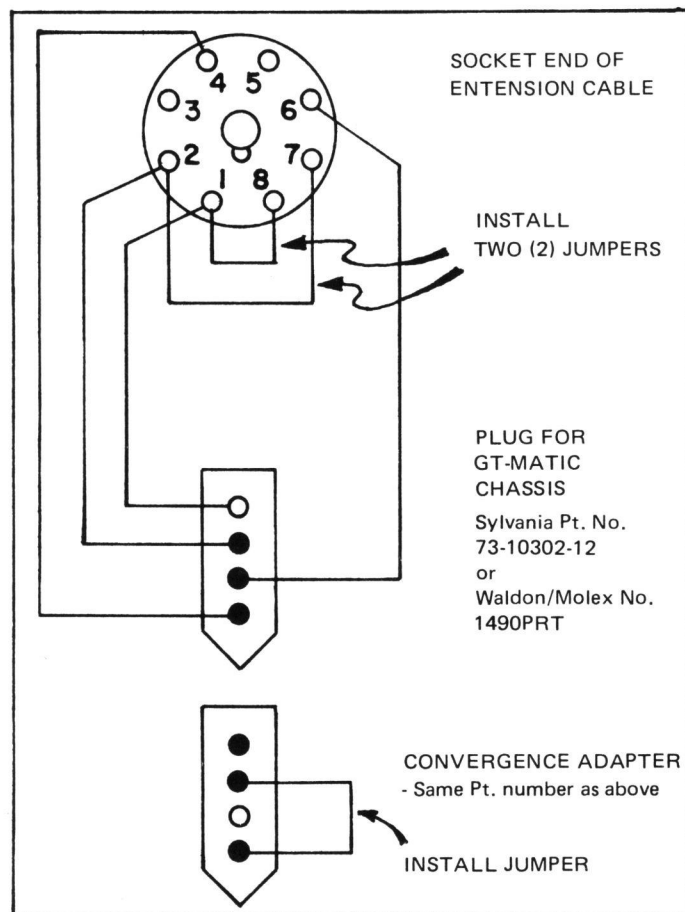 SOCKET END OF
ENTENSION CABLE
4 5
3 6
2 7
1 8
INSTALL
TWO (2) JUMPERS
PLUG FOR
GT-MATIC
CHASSIS
Sylvania Pt. No.
73-10302-12
or
Waldon/Molex No.
1490PRT
CONVERGENCE ADAPTER
- Same Pt. number as above
INSTALL JUMPER